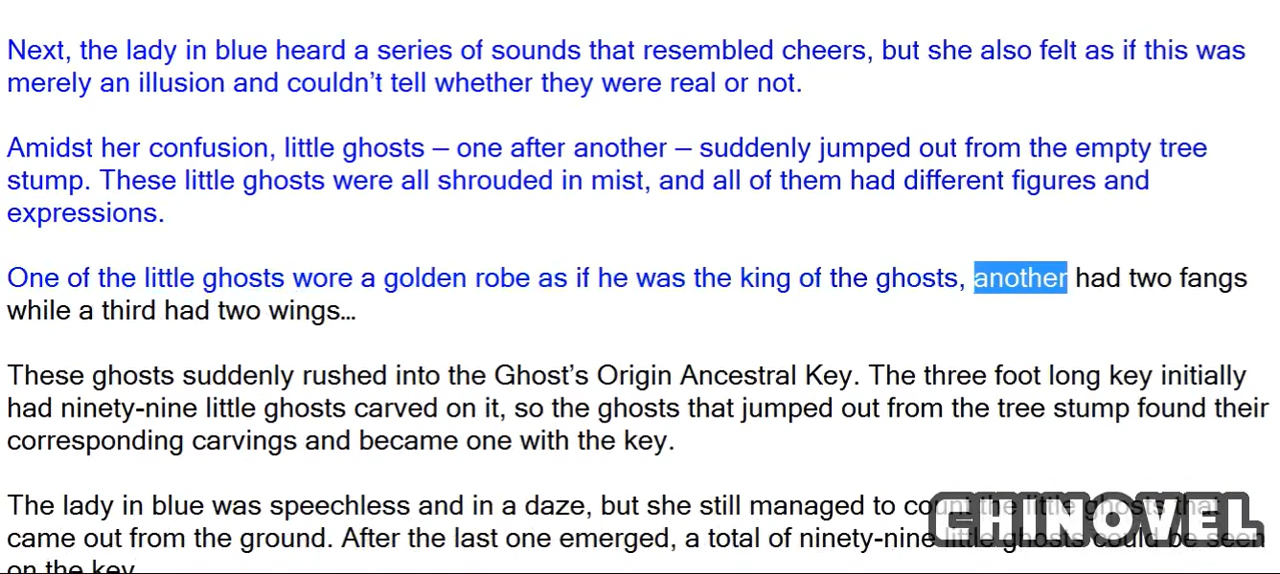 Next, the lady in blue heard a series of sounds that resembled cheers, but she also felt as if this was
merely an illusion and couldn’t tell whether they were real or not.
Amidst her confusion, little ghosts – one after another – suddenly jumped out from the empty tree
stump. These little ghosts were all shrouded in mist, and all of them had different figures and
expressions.
One of the little ghosts wore a golden robe as if he was the king of the ghosts, another had two fangs
while a third had two wings…
These ghosts suddenly rushed into the Ghost’s Origin Ancestral Key. The three foot long key initially
had ninety-nine little ghosts carved on it, so the ghosts that jumped out from the tree stump found their
corresponding carvings and became one with the key.
The lady in blue was speechless and in a daze, but she still managed to count the little ghosts that
came out from the ground. After the last one emerged, a total of ninety-nine little ghosts could be seen
on the key
CHINOVEL